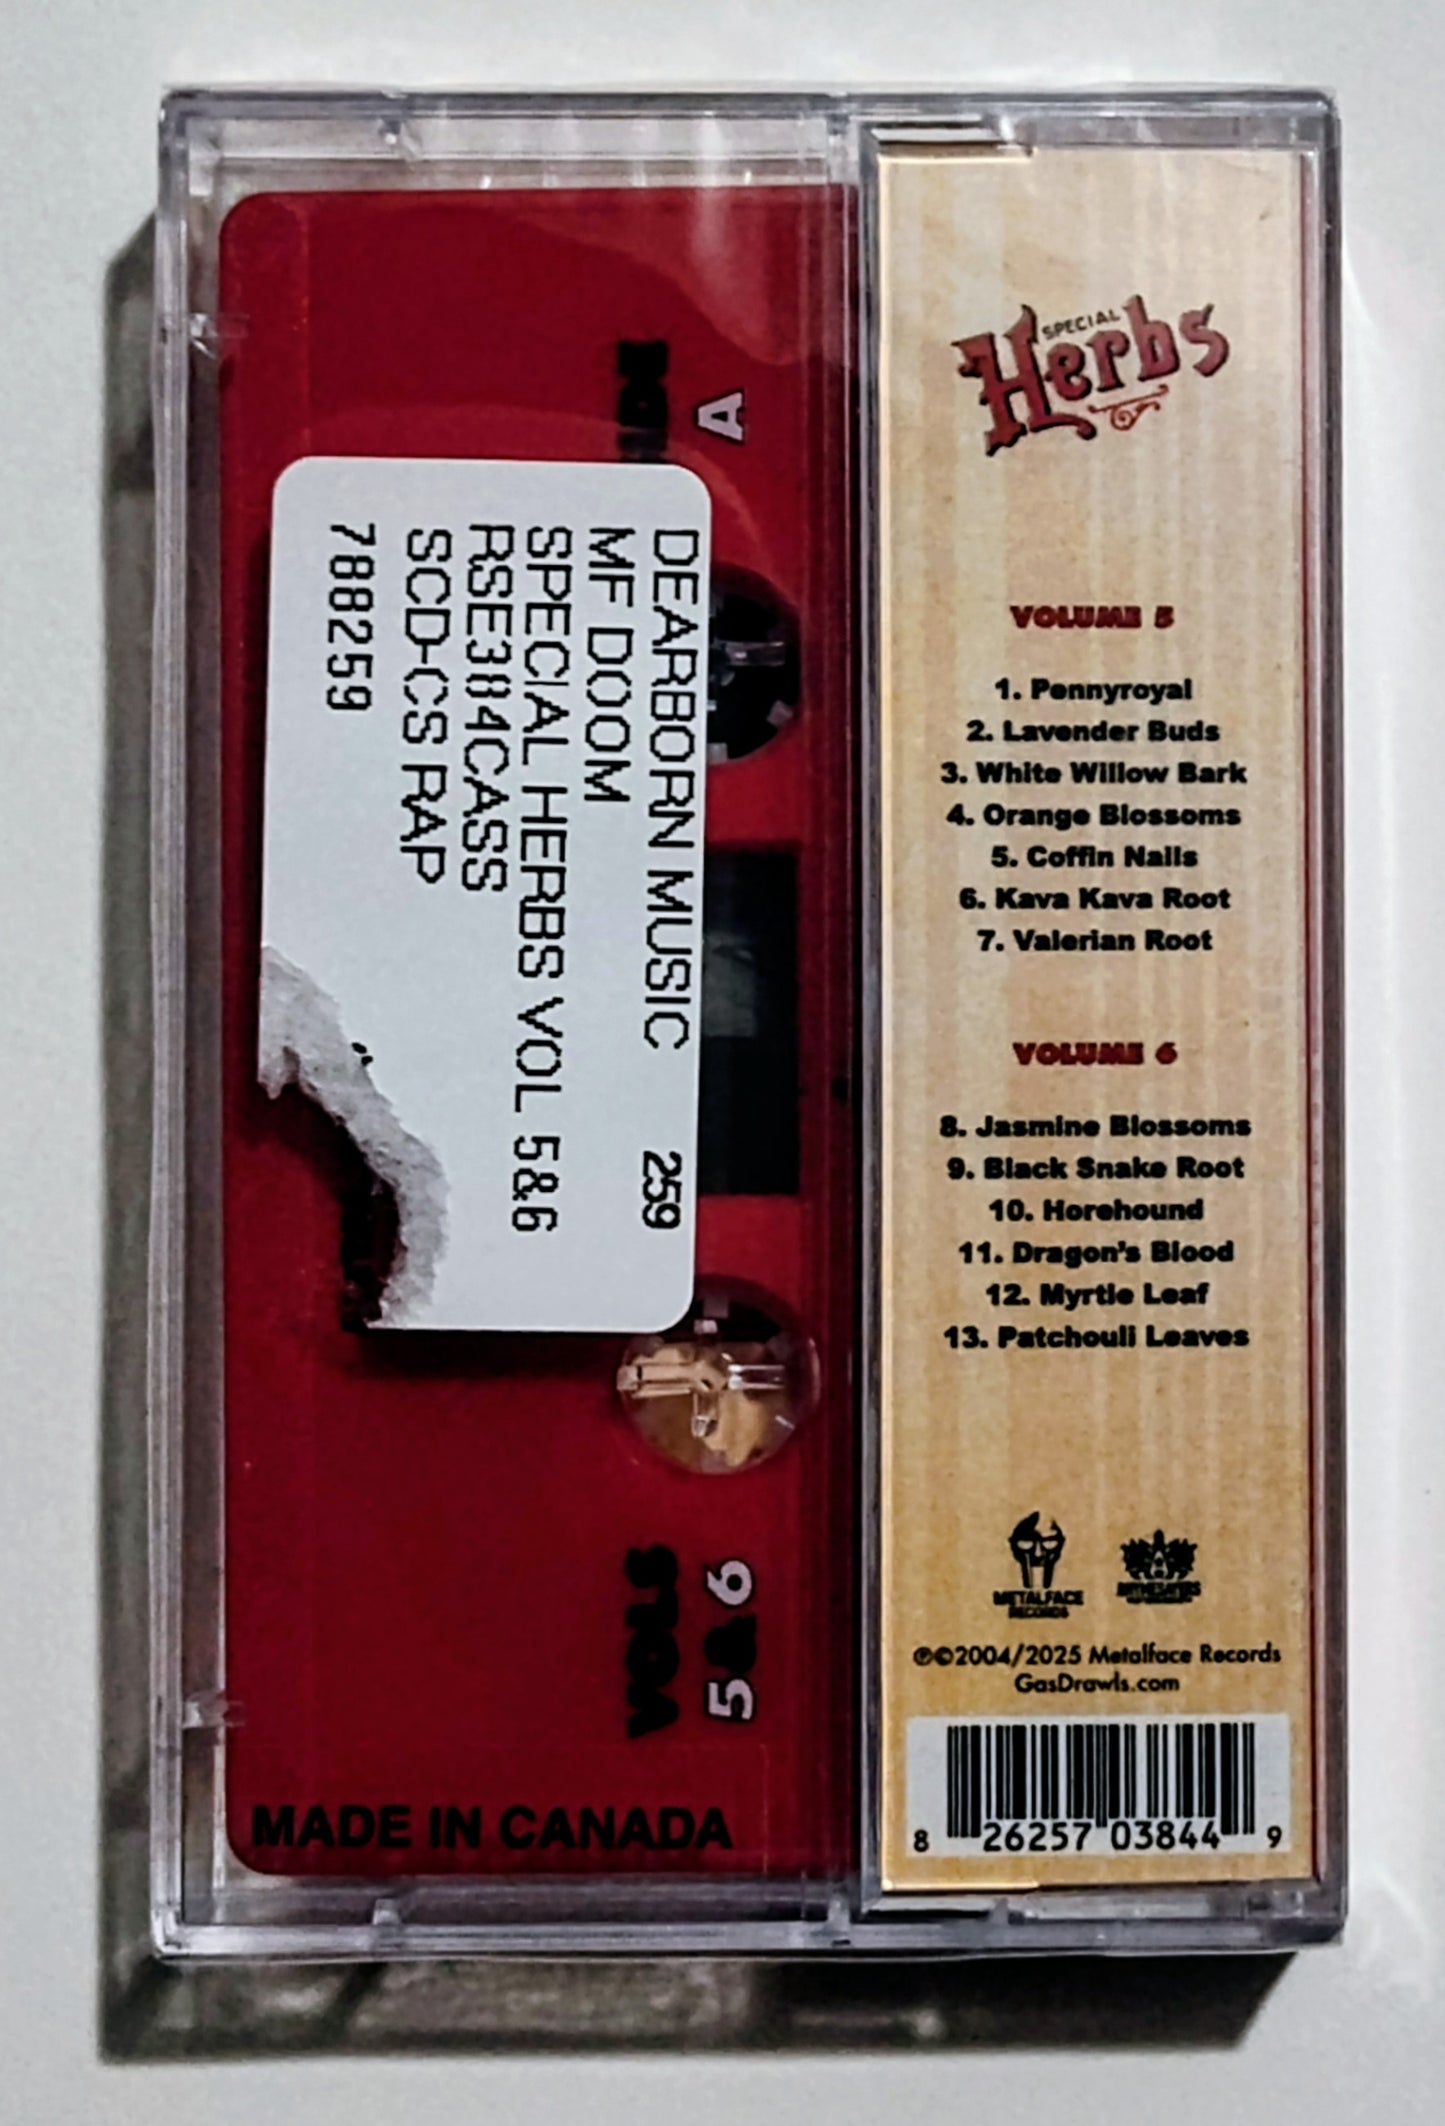 DEARBORN MUSIC 259
MF DOOM
SPECIAL HERBS VOL 5&6
RSE384CASS
SCD-CS RAP
788259
A
VOLS
5&6
MADE IN CANADA
SPECIAL
Herbs
VOLUME 5
1. Pennyroyal
2. Lavender Buds
3. White Willow Bark
4. Orange Blossoms
5. Coffin Nails
6. Kava Kava Root
7. Valerian Root
VOLUME 6
8. Jasmine Blossoms
9. Black Snake Root
10. Horehound
11. Dragon's Blood
12. Myrtle Leaf
13. Patchouli Leaves
METALFACE
RECORDS
RHYMESAYERS
℗©2004/2025 Metalface Records
GasDrawls.com
8 26257 03844 9